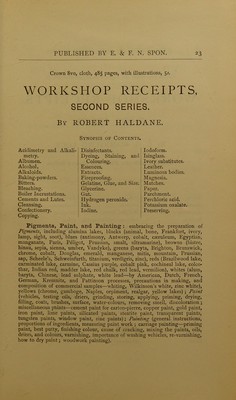 PUBLISHED BY E. & F. N. SPON. 23
Crown 8vo, cloth, 485 pages, with illustrations, 5s.
WORKSHOP RECEIPTS,
SECOND SERIES.
BY ROBERT HALDANE.
SYNOPSIS OF CONTENTS.
Acidimetry and Alkali-
metry.
Albumen.
Alcohol.
Alkaloids.
Baking-powders.
Bitters.
Bleaching.
Boiler Incrustations.
Cements and Lutes.
Cleansing.
Confectionery.
Copying.
Disinfectants.
Dyeing, Staining, and
Colouring.
Essences.
Extracts.
Fireproofing.
Gelatine, Glue, and Size.
Glycerine.
Gut.
Hydrogen peroxide.
Ink.
Iodine.
Iodoform.
Isinglass.
Ivory substitutes.
Leather.
Luminous bodies.
Magnesia.
Matches.
Paper.
Parchment.
Perchloric acid.
Potassium oxalate.
Preserving.
Pigments, Paint, and Painting: embracing the preparation of
Pigments, including alumina lakes, blacks (animal, bone, Frankfort, ivory,
lamp, sight, soot), blues (antimony, Antwerp, cobalt, cæruleum, Egyptian,
manganate, Paris, Péligot, Prussian, smalt, ultramarine), browns (bistre,
hinau, sepia, sienna, umber, Vandyke), greens (baryta, Brighton, Brunswick,
chrome, cobalt, Douglas, emerald, manganese, mitis, mountain, Prussian,
sap, Scheele's, Schweinfurth, titanium, verdigris, zinc), reds (Brazilwood lake,
carminated lake, carmine, Cassius purple, cobalt pink, cochineal lake, colco-
thar, Indian red, madder lake, red chalk, red lead, vermilion), whites (alum,
baryta, Chinese, lead sulphate, white lead—by American, Dutch, French,
German, Kremnitz, and Pattinson processes, precautions in making, and
composition of commercial samples—whiting, Wilkinson's white, zinc white),
yellows (chrome, gamboge, Naples, orpiment, realgar, yellow lakes); Paint
(vehicles, testing oils, driers, grinding, storing, applying, priming, drying,
filling, coats, brushes, surface, water-colours, removing smell, discoloration;
miscellaneous paints—cement paint for carton-pierre, copper paint, gold paint,
iron paint, lime paints, silicated paints, steatite paint, transparent paints,
tungsten paints, window paint, zinc paints); Painting (general instructions,
proportions of ingredients, measuring paint work; carriage painting—priming
paint, best putty, finishing colour, cause of cracking, mixing the paints, oils,
driers, and colours, varnishing, importance of washing vehicles, re-varnishing,
how to dry paint; woodwork painting).